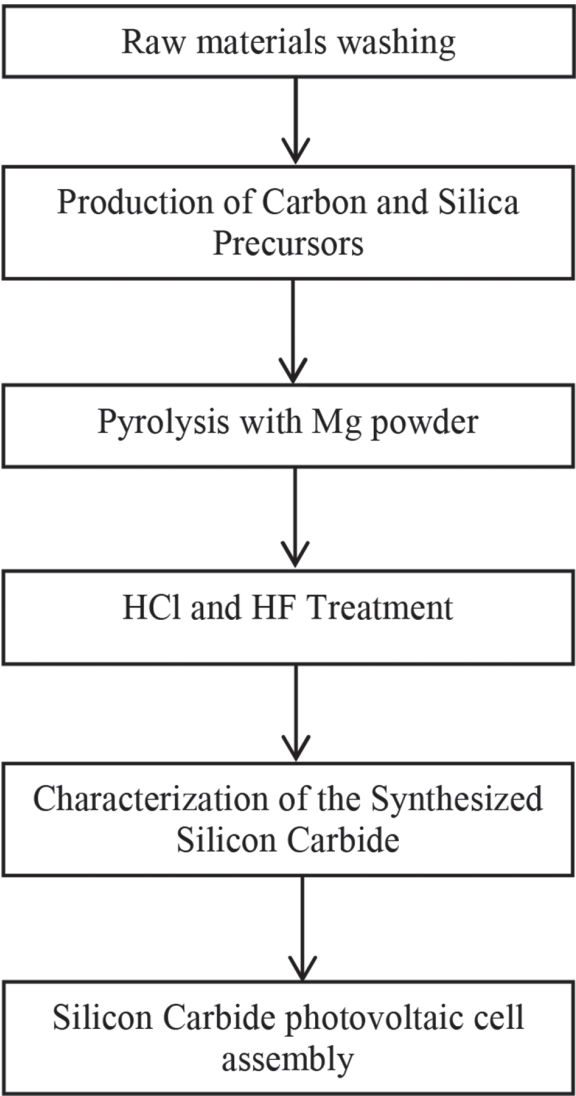 Raw materials washing
Production of Carbon and Silica
Precursors
Pyrolysis with Mg powder
HCl and HF Treatment
Characterization of the Synthesized
Silicon Carbide
Silicon Carbide photovoltaic cell
assembly